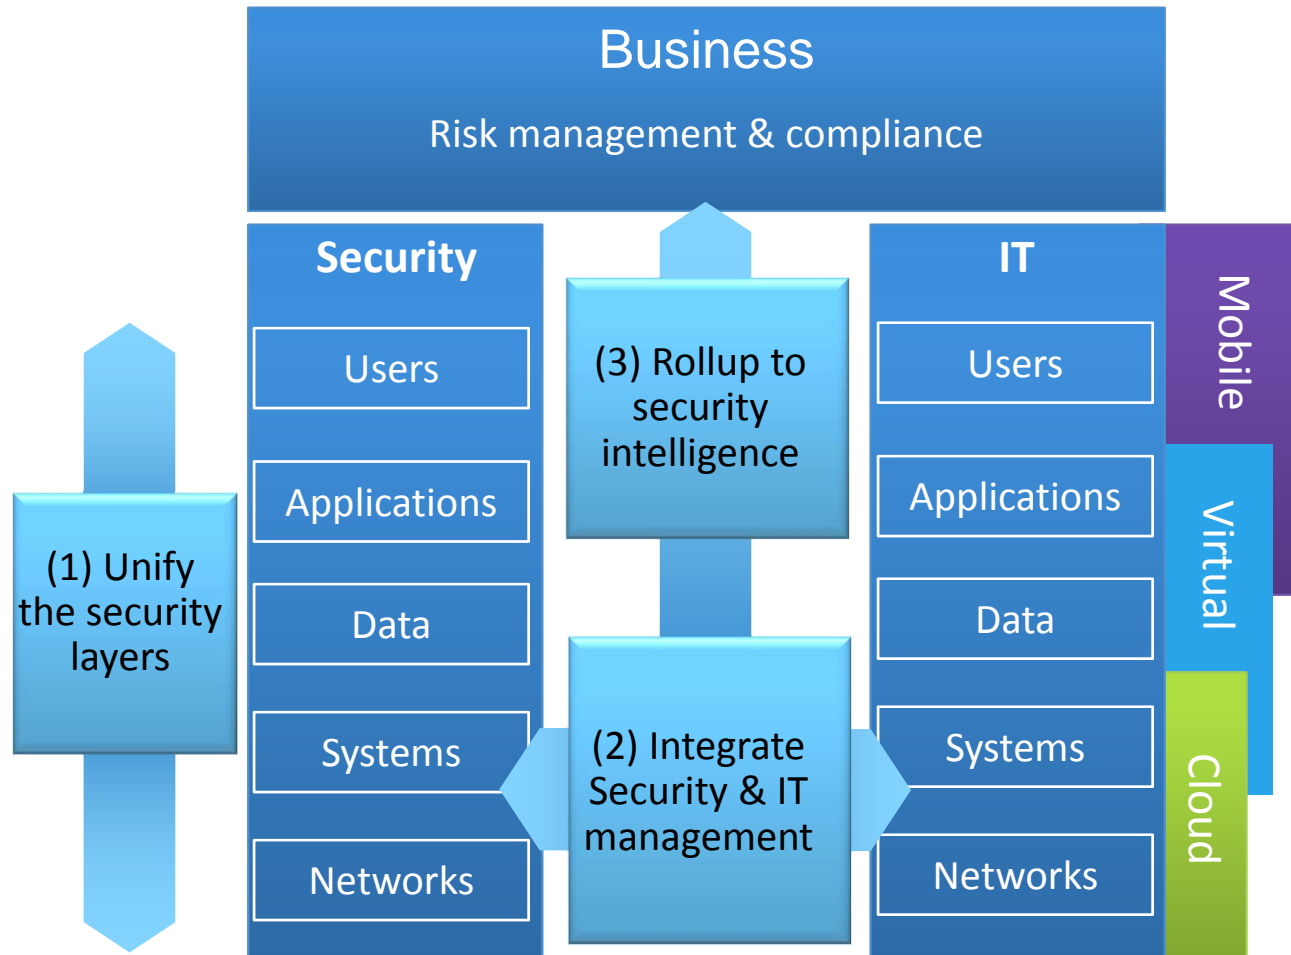 Business
Risk management & compliance
Security
Users
Applications
Data
Systems
Networks
(1) Unify
the security
layers
(3) Rollup to
security
intelligence
(2) Integrate
Security & IT
management
IT
Users
Applications
Data
Systems
Networks
Mobile
Virtual
Cloud